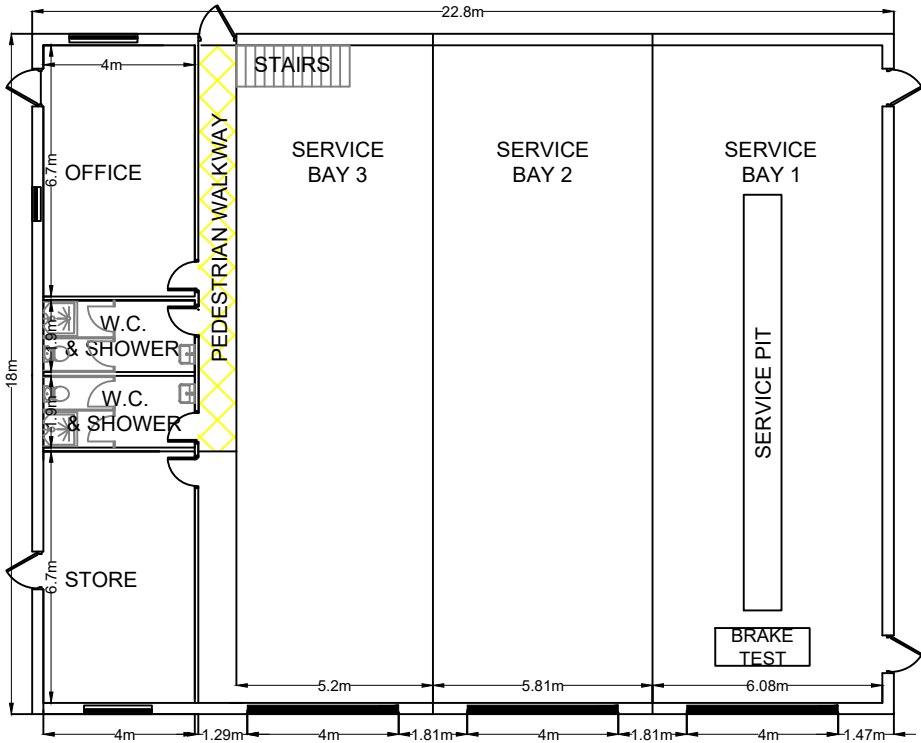 22.8m
4m
STAIRS
SERVICE
BAY 3
SERVICE
BAY 2
SERVICE
BAY 1
6.7m
OFFICE
PEDESTRIAN WALKWAY
1.9m
W.C.
& SHOWER
18m
1.9m
W.C.
& SHOWER
SERVICE PIT
6.7m
STORE
BRAKE
TEST
5.2m
5.81m
6.08m
4m
1.29m
4m
1.81m
4m
1.81m
4m
1.47m